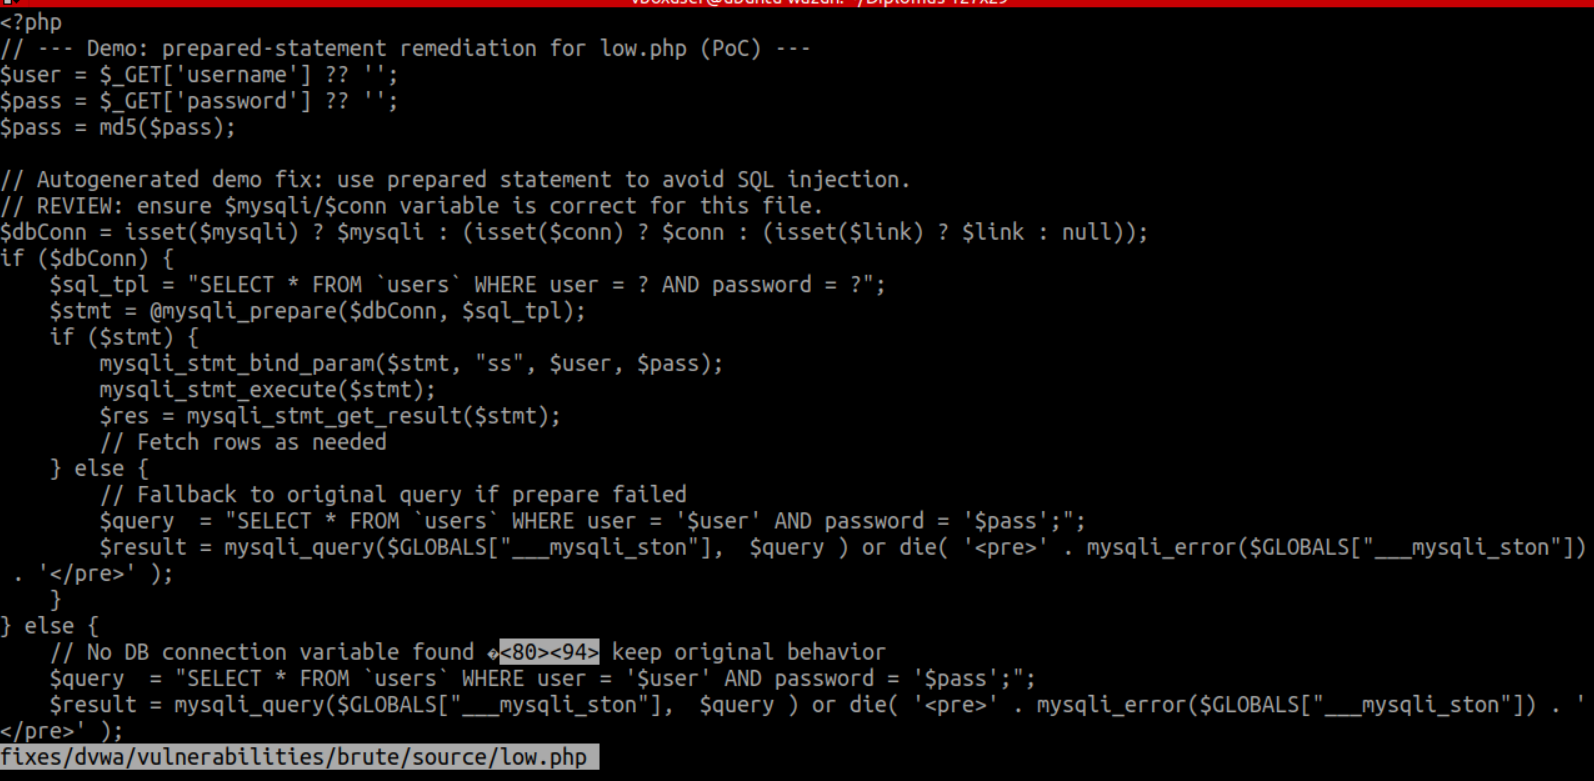 <?php
// --- Demo: prepared-statement remediation for low.php (PoC) ---
$user = $_GET['username'] ?? '';
$pass = $_GET['password'] ?? '';
$pass = md5($pass);

// Autogenerated demo fix: use prepared statement to avoid SQL injection.
// REVIEW: ensure $mysqli/$conn variable is correct for this file.
$dbConn = isset($mysqli) ? $mysqli : (isset($conn) ? $conn : (isset($link) ? $link : null));
if ($dbConn) {
    $sql_tpl = "SELECT * FROM `users` WHERE user = ? AND password = ?";
    $stmt = @mysqli_prepare($dbConn, $sql_tpl);
    if ($stmt) {
        mysqli_stmt_bind_param($stmt, "ss", $user, $pass);
        mysqli_stmt_execute($stmt);
        $res = mysqli_stmt_get_result($stmt);
        // Fetch rows as needed
    } else {
        // Fallback to original query if prepare failed
        $query  = "SELECT * FROM `users` WHERE user = '$user' AND password = '$pass';";
        $result = mysqli_query($GLOBALS["___mysqli_ston"],  $query ) or die( '<pre>' . mysqli_error($GLOBALS["___mysqli_ston"])
 . '</pre>' );
    }
} else {
    // No DB connection variable found �<80><94> keep original behavior
    $query  = "SELECT * FROM `users` WHERE user = '$user' AND password = '$pass';";
    $result = mysqli_query($GLOBALS["___mysqli_ston"],  $query ) or die( '<pre>' . mysqli_error($GLOBALS["___mysqli_ston"]) . '
</pre>' );
fixes/dvwa/vulnerabilities/brute/source/low.php